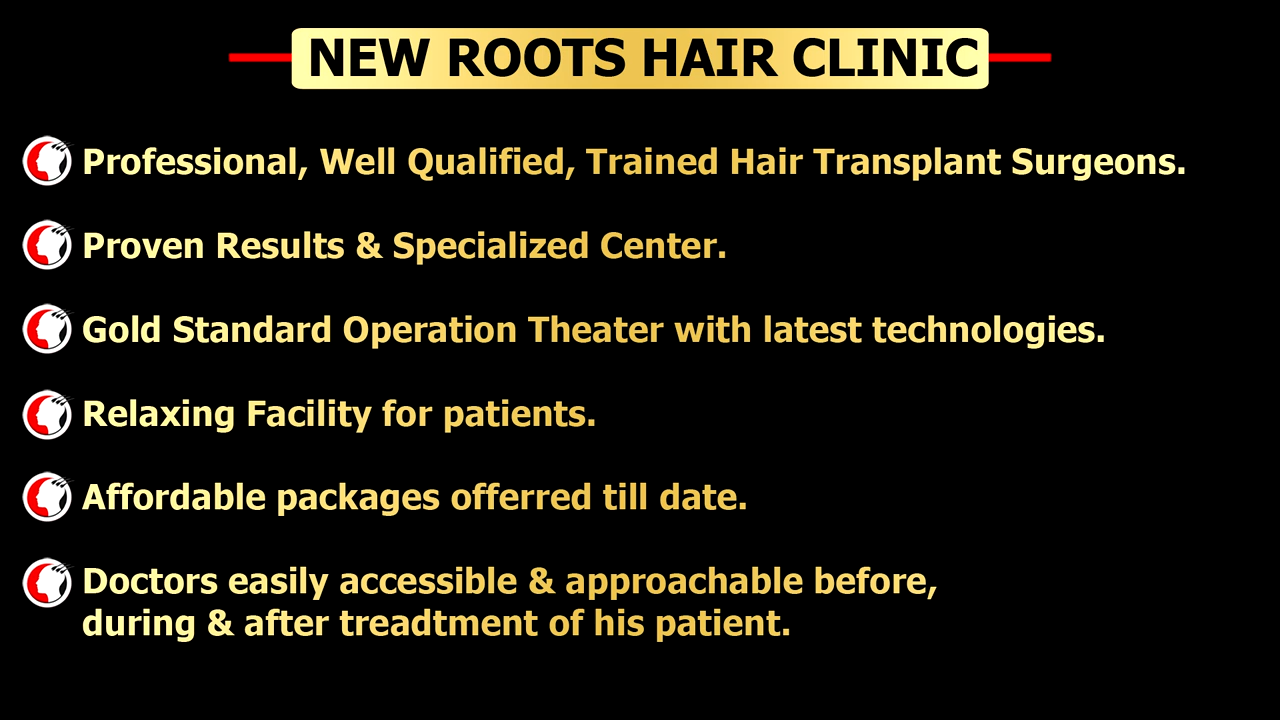 NEW ROOTS HAIR CLINIC
Professional, Well Qualified, Trained Hair Transplant Surgeons.
Proven Results & Specialized Center.
Gold Standard Operation Theater with latest technologies.
Relaxing Facility for patients.
Affordable packages offerred till date.
Doctors easily accessible & approachable before,
during & after treadtment of his patient.